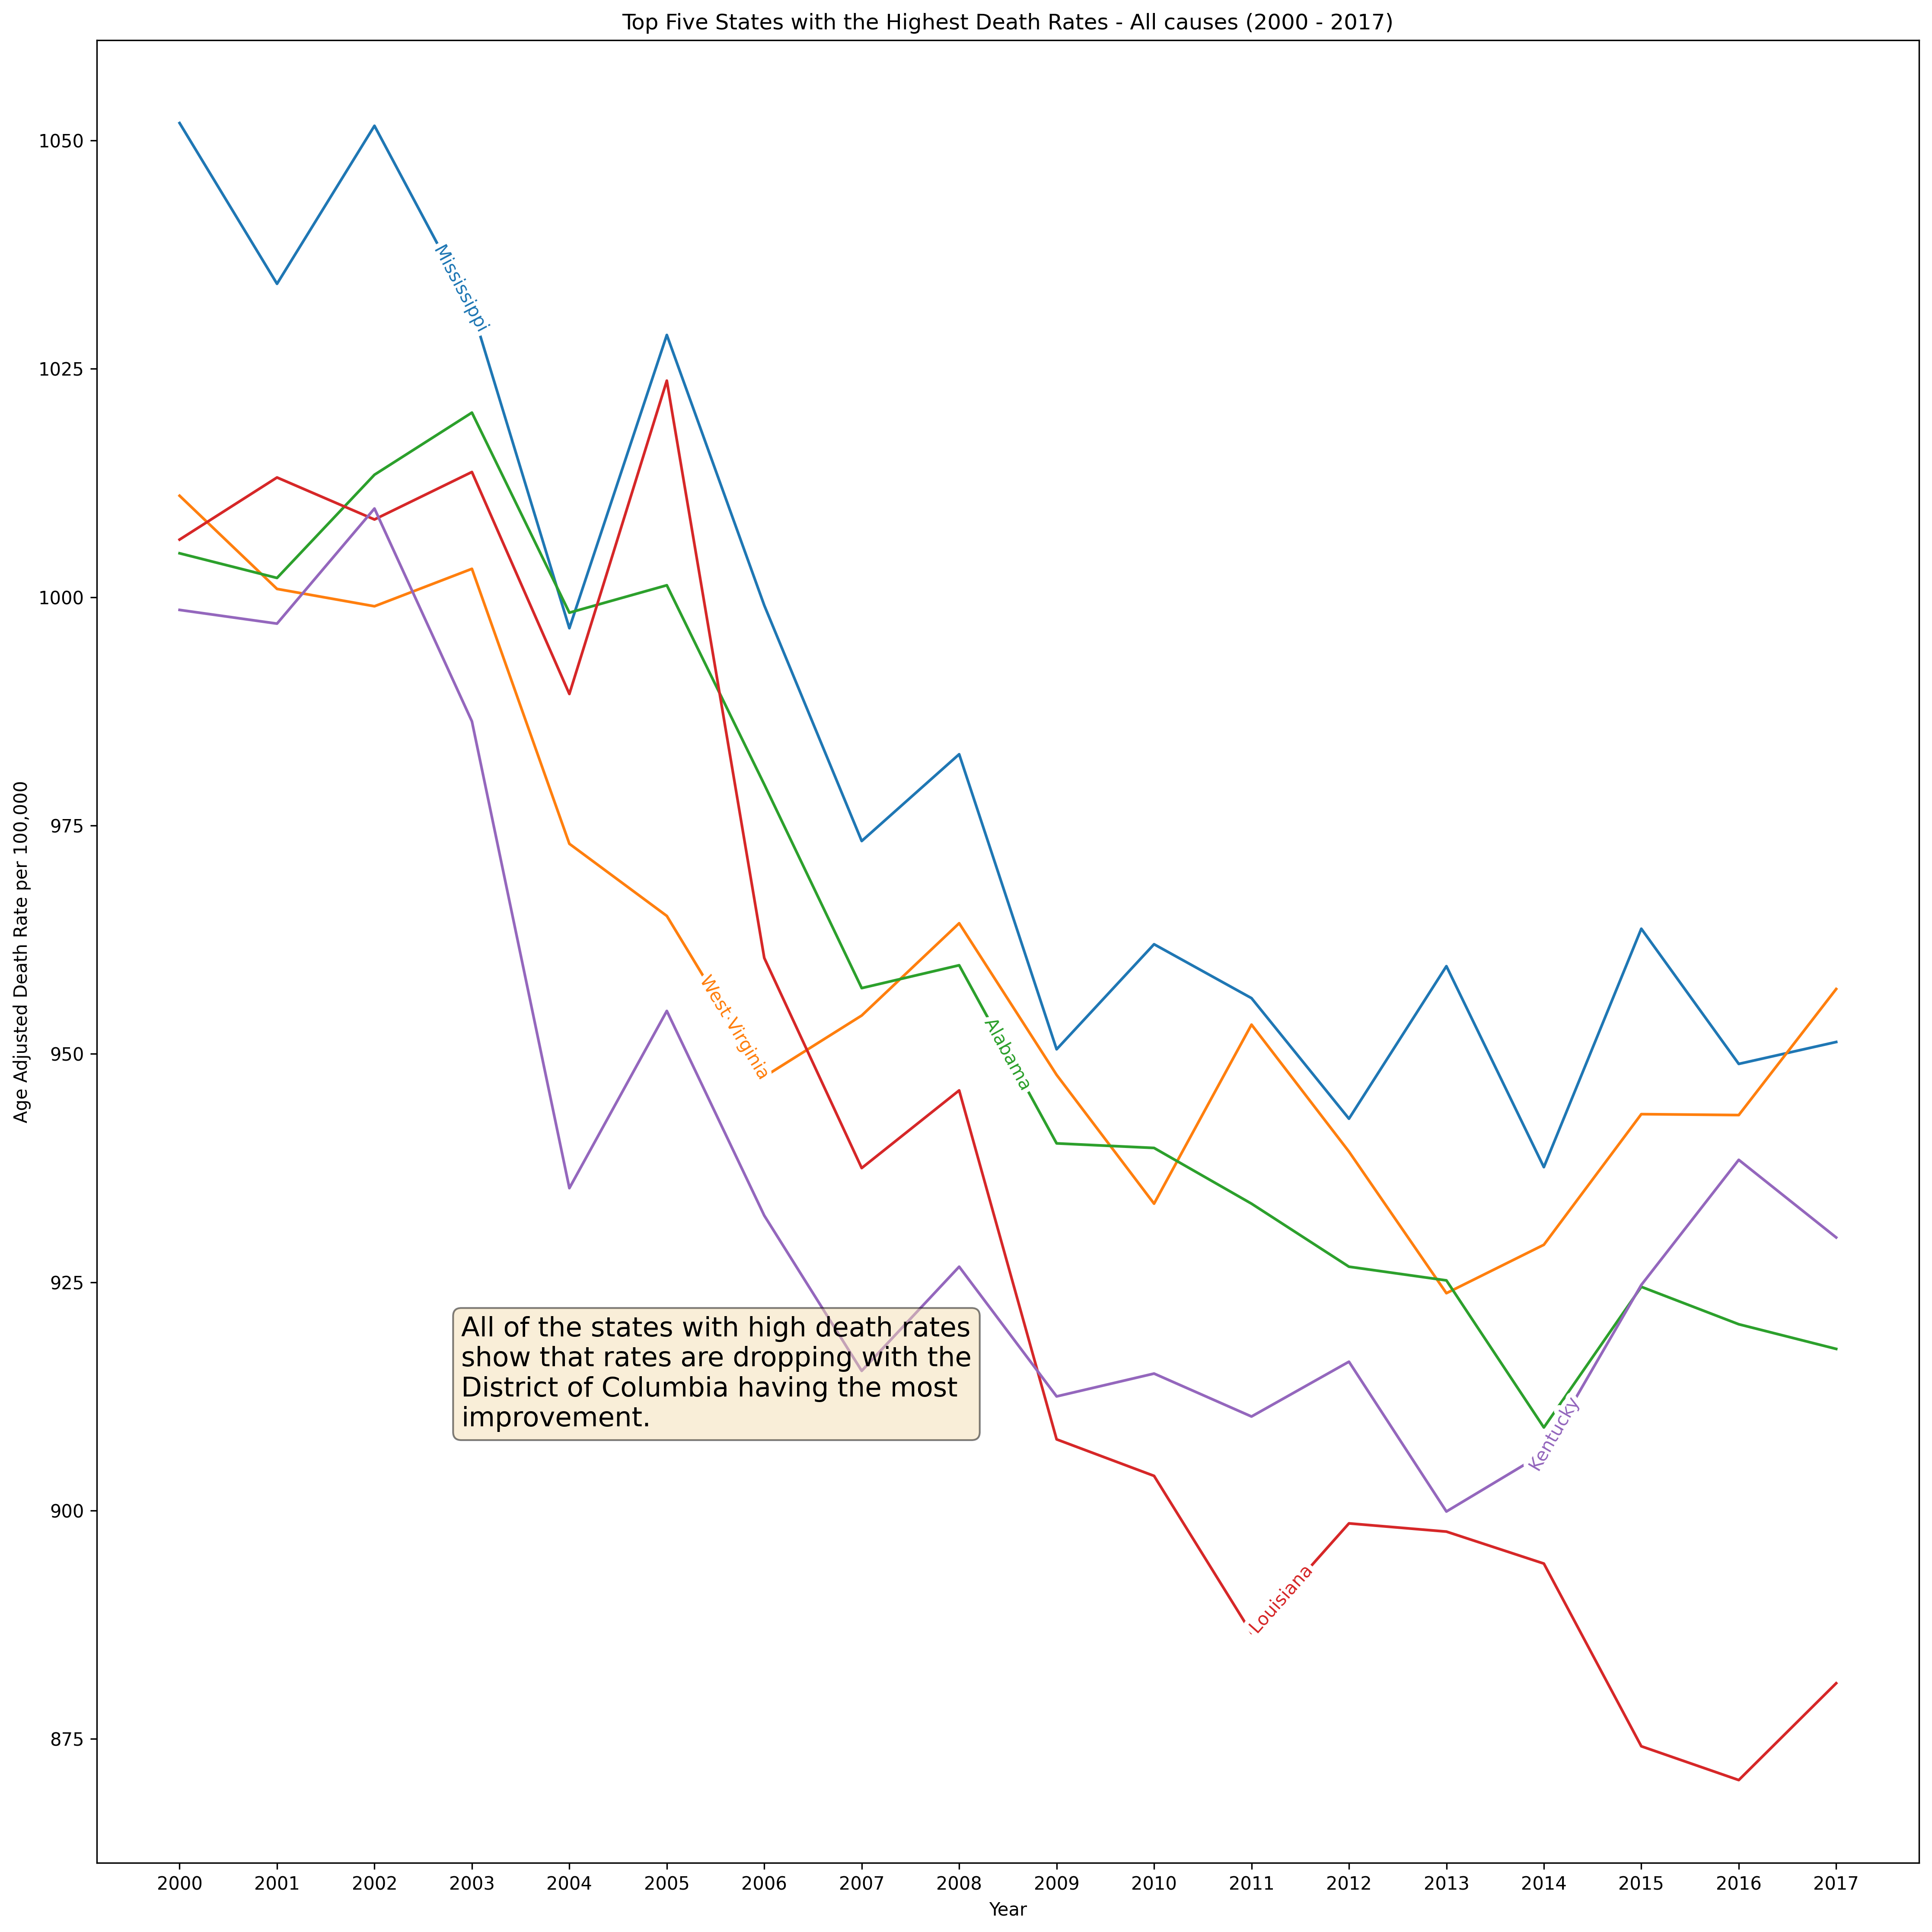 Top Five States with the Highest Death Rates - All causes (2000 - 2017)
1050
1025
1000
975
950
925
900
875
Age Adjusted Death Rate per 100,000
Mississippi
West Virginia
Alabama
Kentucky
Louisiana
All of the states with high death rates
show that rates are dropping with the
District of Columbia having the most
improvement.
2000 2001 2002 2003 2004 2005 2006 2007 2008 2009 2010 2011 2012 2013 2014 2015 2016 2017
Year